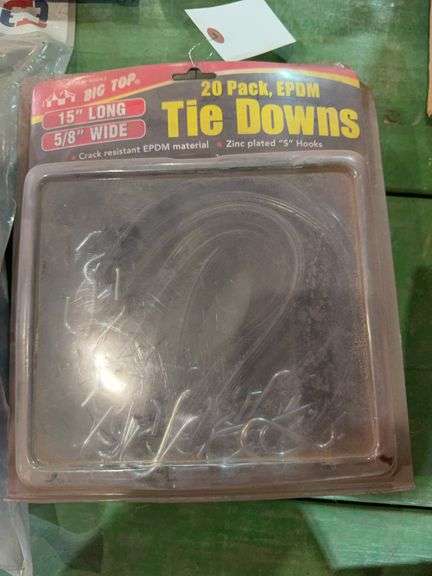 BIG TOP®
15" LONG
5/8" WIDE
20 Pack, EPDM
Tie Downs
• Crack resistant EPDM material • Zinc plated "S" Hooks